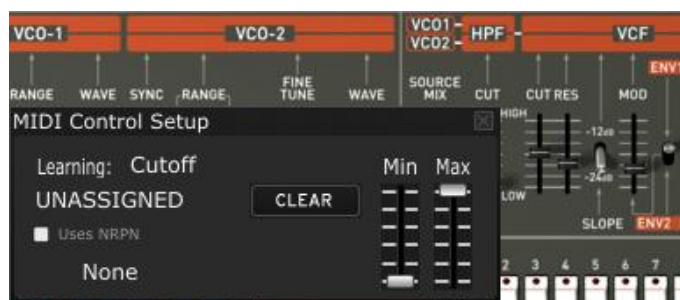 VCO-1 VCO-2 VCO1 HPF VCF
VCO2
ENV1
RANGE WAVE SYNC RANGE FINE TUNE WAVE SOURCE MIX CUT CUT RES MOD
MIDI Control Setup
HIGH
Learning: Cutoff Min Max
-12dB
UNASSIGNED CLEAR
-24dB
LOW
Uses NRPN
SLOPE ENV2
None
2 3 4 5 6 7